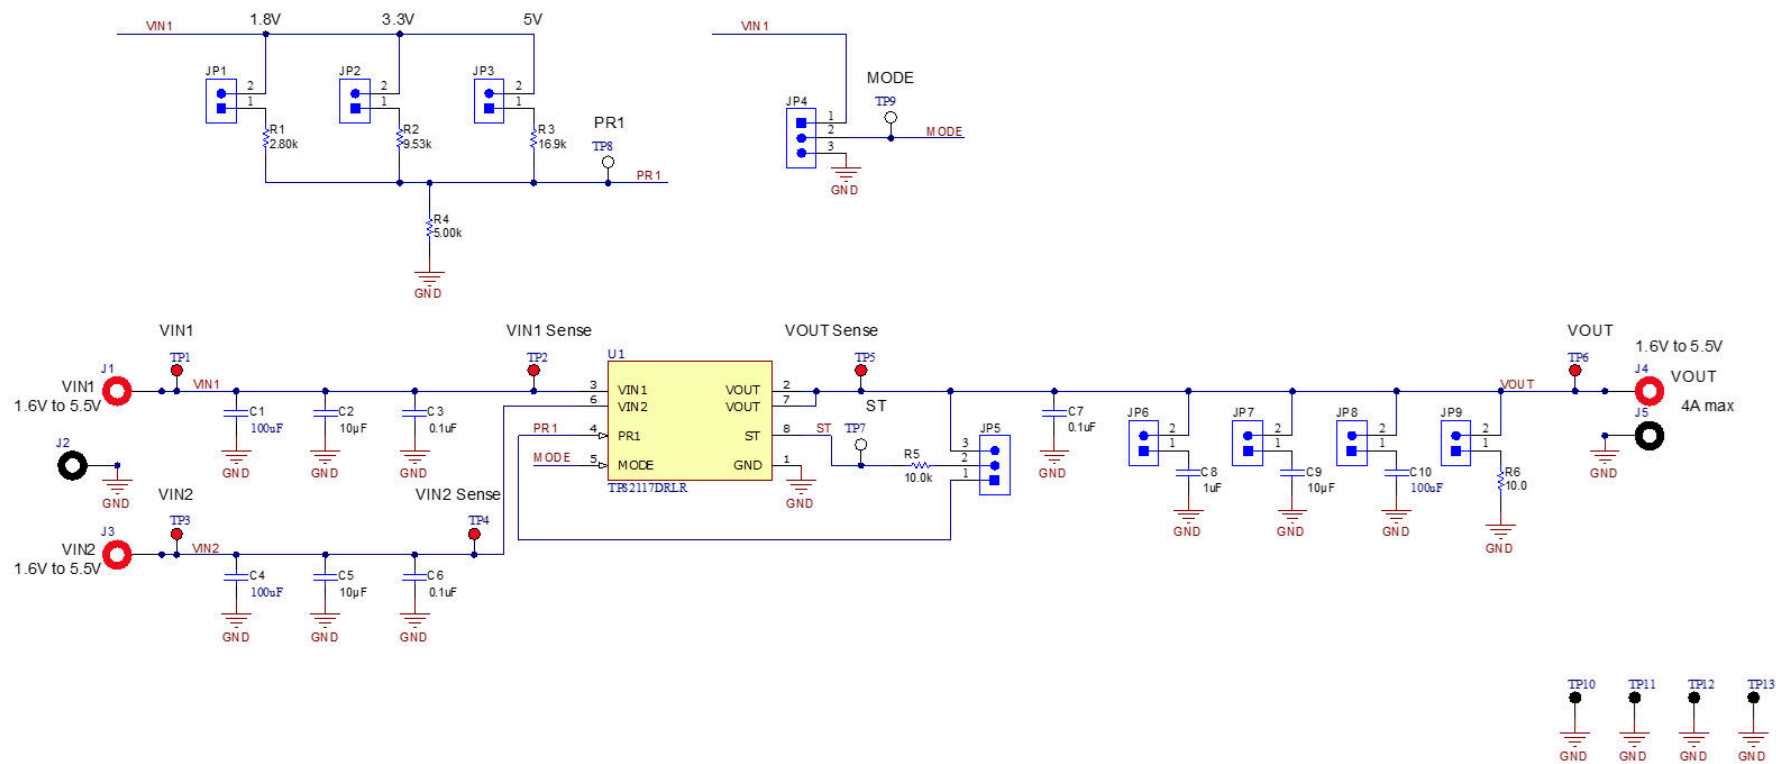 VIN1 1.8V 3.3V 5V
JP1 2 1 JP2 2 1 JP3 2 1
R1 2.80k R2 9.53k R3 16.9k
PR1
TP8
PR1
R4
5.00k
GND
VIN1
MODE
TP9
JP4 1 2 3
MODE
GND
VIN1 VIN1 Sense VOUT Sense VOUT
J1 TP1 TP2 U1 TP5 TP6 J4
1.6V to 5.5V
VIN1
1.6V to 5.5V
VIN1
C1
100uF
C2
10µF
C3
0.1uF
GND GND GND
J2
GND
3 VIN1 VOUT 2
6 VIN2 VOUT 7
PR1 4 PR1 ST 8 ST
MODE 5 MODE GND 1
TPS2117DRLR
GND
ST
TP7
R5
10.0k
JP5
3
2
1
C7
0.1uF
GND
JP6 2 1
C8
1uF
GND
JP7 2 1
C9
10µF
GND
JP8 2 1
C10
100uF
GND
JP9 2 1
R6
10.0
GND
VOUT
VOUT
4A max
J5
GND
VIN2 VIN2 Sense
J3 TP3 TP4
VIN2
1.6V to 5.5V
VIN2
C4
100uF
C5
10µF
C6
0.1uF
GND GND GND
TP10 TP11 TP12 TP13
GND GND GND GND